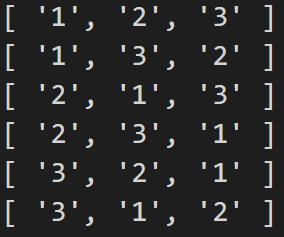 [ '1', '2', '3' ]
[ '1', '3', '2' ]
[ '2', '1', '3' ]
[ '2', '3', '1' ]
[ '3', '2', '1' ]
[ '3', '1', '2' ]